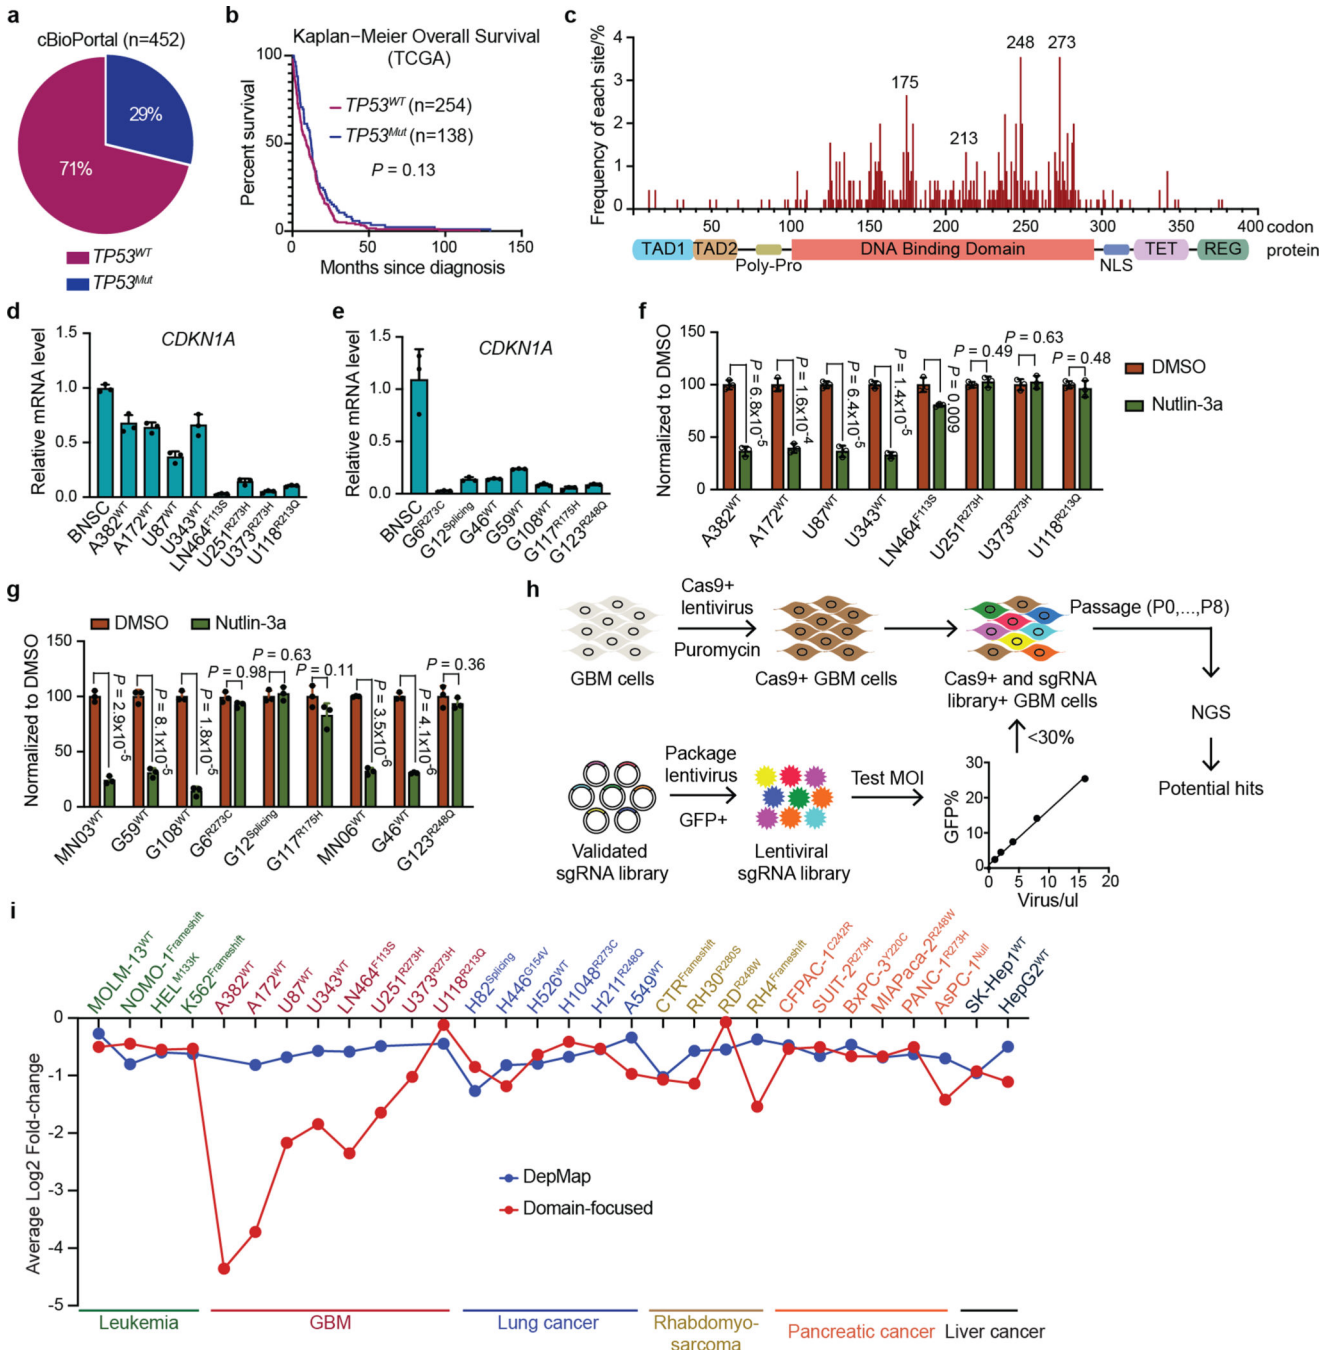 a
cBioPortal (n=452)
29%
71%
TP53WT
TP53Mut
b
Kaplan−Meier Overall Survival
(TCGA)
Percent survival
100
50
0
TP53WT (n=254)
TP53Mut (n=138)
P = 0.13
0 50 100 150
Months since diagnosis
c
Frequency of each site/%
4
3
2
1
0
175
213
248
273
50 100 150 200 250 300 350 400 codon
TAD1 TAD2 Poly-Pro DNA Binding Domain NLS TET REG protein
d
CDKN1A
Relative mRNA level
1.5
1.0
0.5
0.0
BNSC
A382WT
A172WT
U87WT
U343WT
LN464F113S
U251R273H
U373R273H
U118R213Q
e
CDKN1A
Relative mRNA level
1.5
1.0
0.5
0.0
BNSC
G6R273C
G12Splicing
G46WT
G59WT
G108WT
G117R175H
G123R248Q
f
Normalized to DMSO
150
100
50
0
P = 6.8x10-5
P = 1.6x10-4
P = 6.4x10-5
P = 1.4x10-5
P = 0.009
P = 0.49
P = 0.63
P = 0.48
DMSO
Nutlin-3a
A382WT
A172WT
U87WT
U343WT
LN464F113S
U251R273H
U373R273H
U118R213Q
g
DMSO
Nutlin-3a
Normalized to DMSO
150
100
50
0
P = 2.9x10-5
P = 8.1x10-5
P = 1.8x10-5
P = 0.98
P = 0.63
P = 0.11
P = 3.5x10-6
P = 4.1x10-6
P = 0.36
MN03WT
G59WT
G108WT
G6R273C
G12Splicing
G117R175H
MN06WT
G46WT
G123R248Q
h
GBM cells
Cas9+
lentivirus
Puromycin
Cas9+ GBM cells
Cas9+ and sgRNA
library+ GBM cells
Passage (P0,...,P8)
NGS
Potential hits
Validated
sgRNA library
Package
lentivirus
GFP+
Lentiviral
sgRNA library
Test MOI
<30%
GFP%
30
20
10
0
0 5 10 15 20
Virus/ul
i
MOLM-13WT
NOMO-1Frameshift
HELM133K
K562Frameshift
A382WT
A172WT
U87WT
U343WT
LN464F113S
U251R273H
U373R273H
U118R213Q
H82Splicing
H446G154V
H526WT
H1048R273C
H211R248Q
A549WT
CTRFrameshift
RH30R280S
RDR248W
RH4Frameshift
CFPAC-1C242R
SUIT-2R273H
BxPC-3Y220C
MIAPaca-2R248W
PANC-1R273H
AsPC-1Null
SK-Hep1WT
HepG2WT
Average Log2 Fold-change
0
-1
-2
-3
-4
-5
DepMap
Domain-focused
Leukemia
GBM
Lung cancer
Rhabdomyo-
sarcoma
Pancreatic cancer
Liver cancer